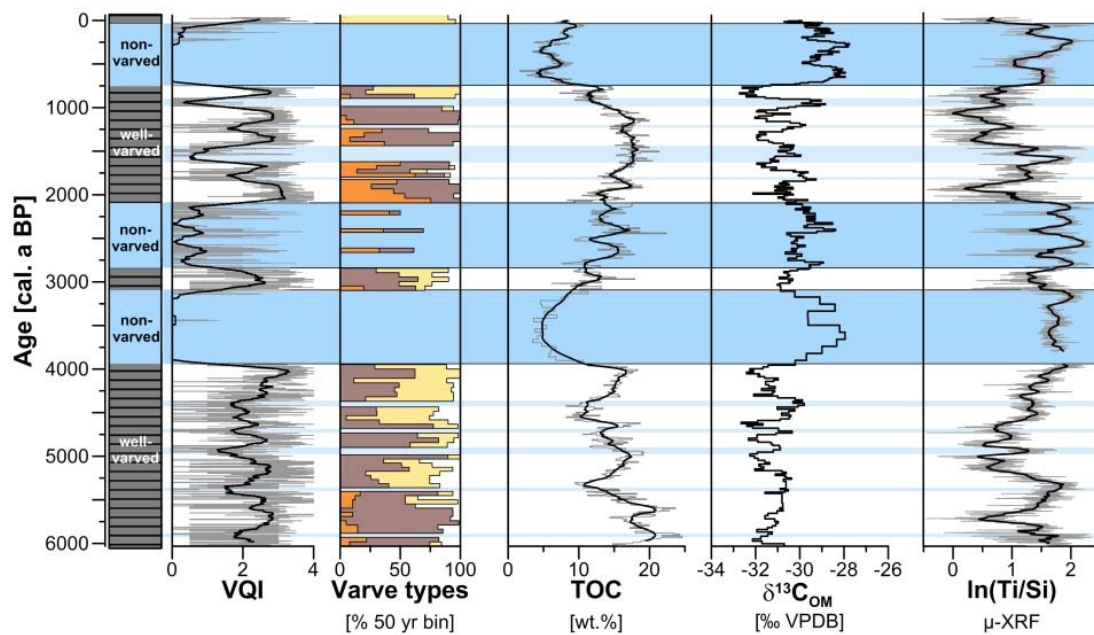 Age [cal. a BP]
0
1000
2000
3000
4000
5000
6000
non-
varved
well-
varved
non-
varved
non-
varved
well-
varved
0 2 4
0 50 100
0 10 20
-34 -32 -30 -28 -26
0 1 2
VQI Varve types TOC δ¹³C_OM ln(Ti/Si)
[% 50 yr bin] [wt.%] [‰ VPDB] μ-XRF